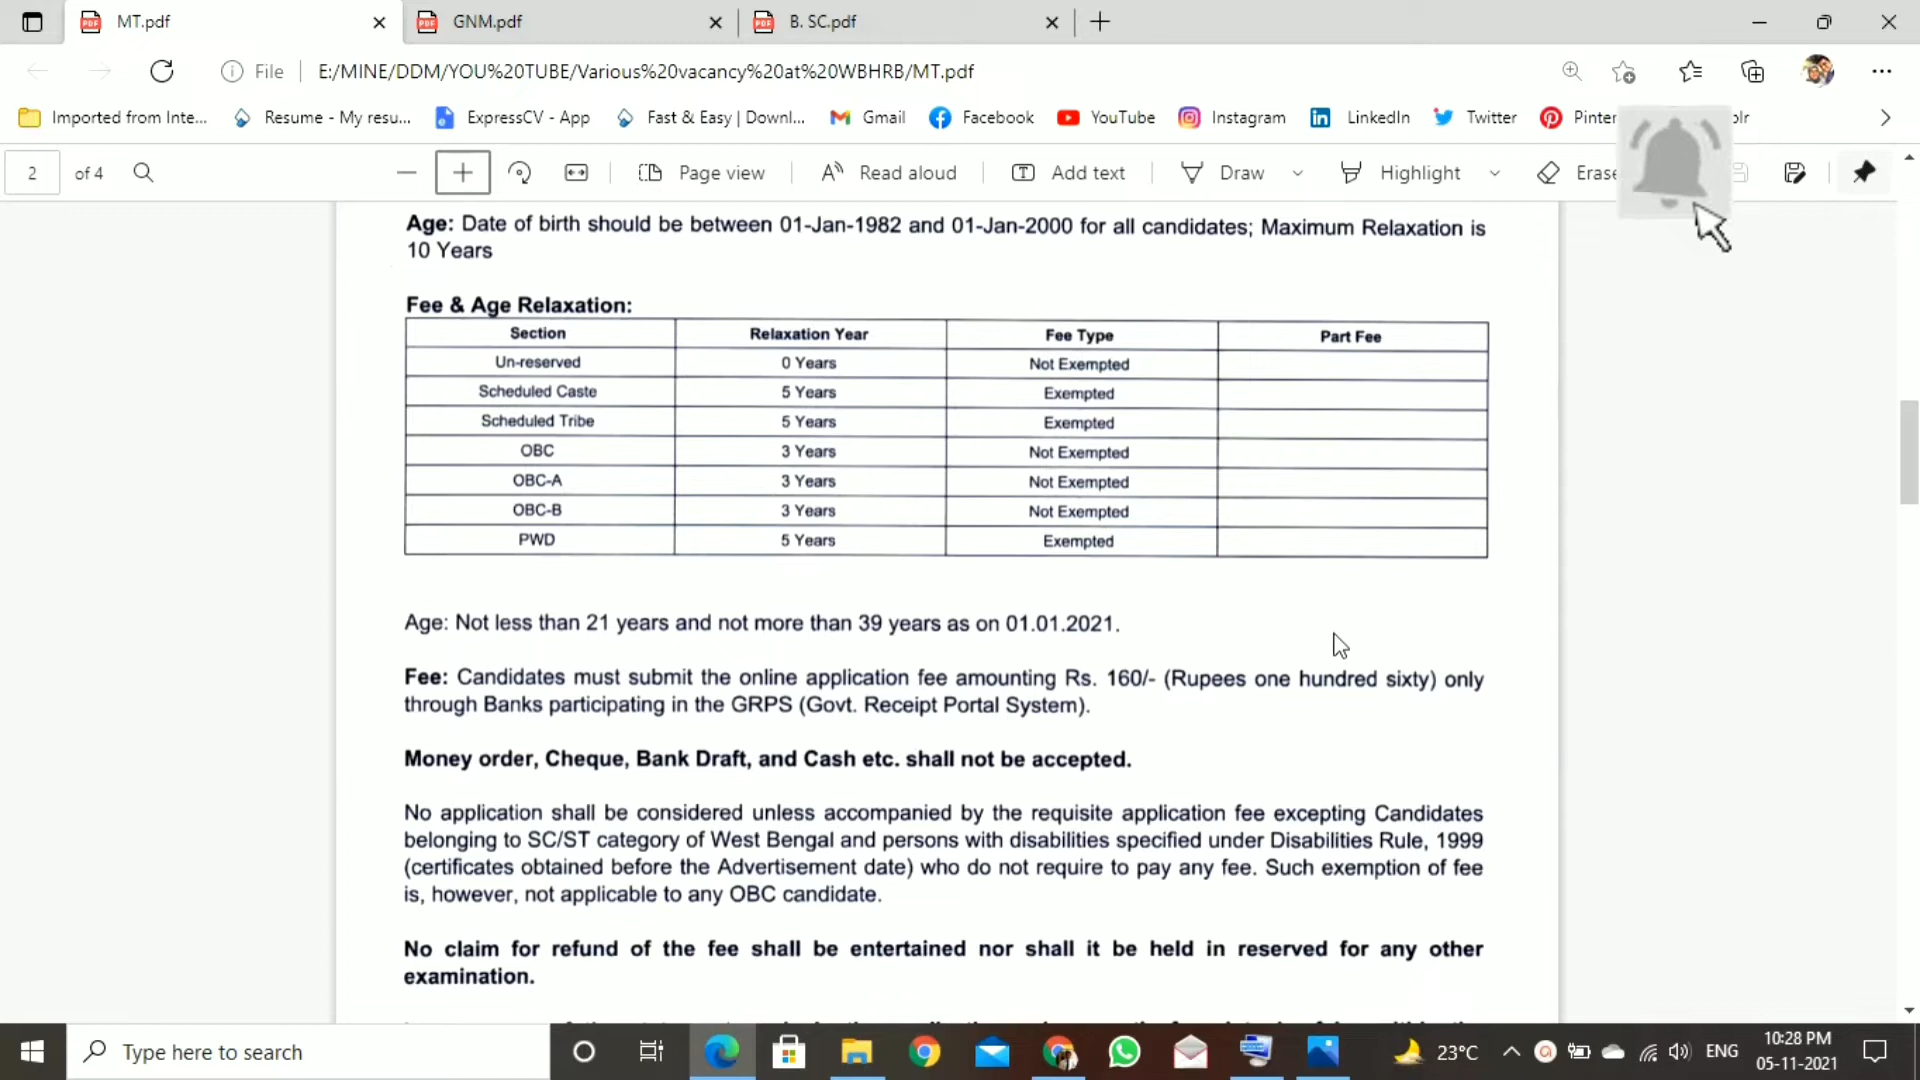 MT.pdf
GNM.pdf
B. SC.pdf
File
E:/MINE/DDM/YOU%20TUBE/Various%20vacancy%20at%20WBHRB/MT.pdf
Imported from Inte...
Resume - My resu...
ExpressCV - App
Fast & Easy | Downl...
Gmail
Facebook
YouTube
Instagram
LinkedIn
Twitter
2
of 4
Page view
Read aloud
Add text
Draw
Highlight
Age: Date of birth should be between 01-Jan-1982 and 01-Jan-2000 for all candidates; Maximum Relaxation is
10 Years
Fee & Age Relaxation:
Section Relaxation Year Fee Type Part Fee
Un-reserved 0 Years Not Exempted
Scheduled Caste 5 Years Exempted
Scheduled Tribe 5 Years Exempted
OBC 3 Years Not Exempted
OBC-A 3 Years Not Exempted
OBC-B 3 Years Not Exempted
PWD 5 Years Exempted
Age: Not less than 21 years and not more than 39 years as on 01.01.2021.
Fee: Candidates must submit the online application fee amounting Rs. 160/- (Rupees one hundred sixty) only
through Banks participating in the GRPS (Govt. Receipt Portal System).
Money order, Cheque, Bank Draft, and Cash etc. shall not be accepted.
No application shall be considered unless accompanied by the requisite application fee excepting Candidates
belonging to SC/ST category of West Bengal and persons with disabilities specified under Disabilities Rule, 1999
(certificates obtained before the Advertisement date) who do not require to pay any fee. Such exemption of fee
is, however, not applicable to any OBC candidate.
No claim for refund of the fee shall be entertained nor shall it be held in reserved for any other
examination.
Type here to search
23°C
ENG
10:28 PM
05-11-2021